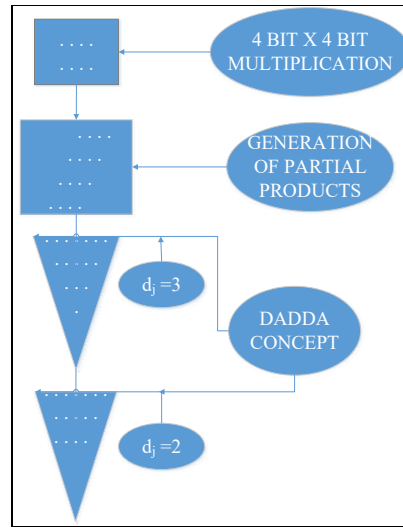 4 BIT X 4 BIT
MULTIPLICATION
GENERATION
OF PARTIAL
PRODUCTS
dj =3
DADDA
CONCEPT
dj =2